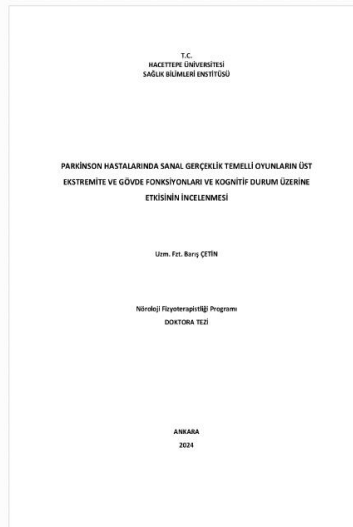 T.C.
HACETTEPE ÜNİVERSİTESİ
SAĞLIK BİLİMLERİ ENSTİTÜSÜ
PARKİNSON HASTALARINDA SANAL GERÇEKLİK TEMELLİ OYUNLARIN ÜST
EKSTREMİTE VE GÖVDE FONKSİYONLARI VE KOGNİTİF DURUM ÜZERİNE
ETKİSİNİN İNCELENMESİ
Uzm. Fzt. Barış ÇETİN
Nöroloji Fizyoterapistliği Programı
DOKTORA TEZİ
ANKARA
2024